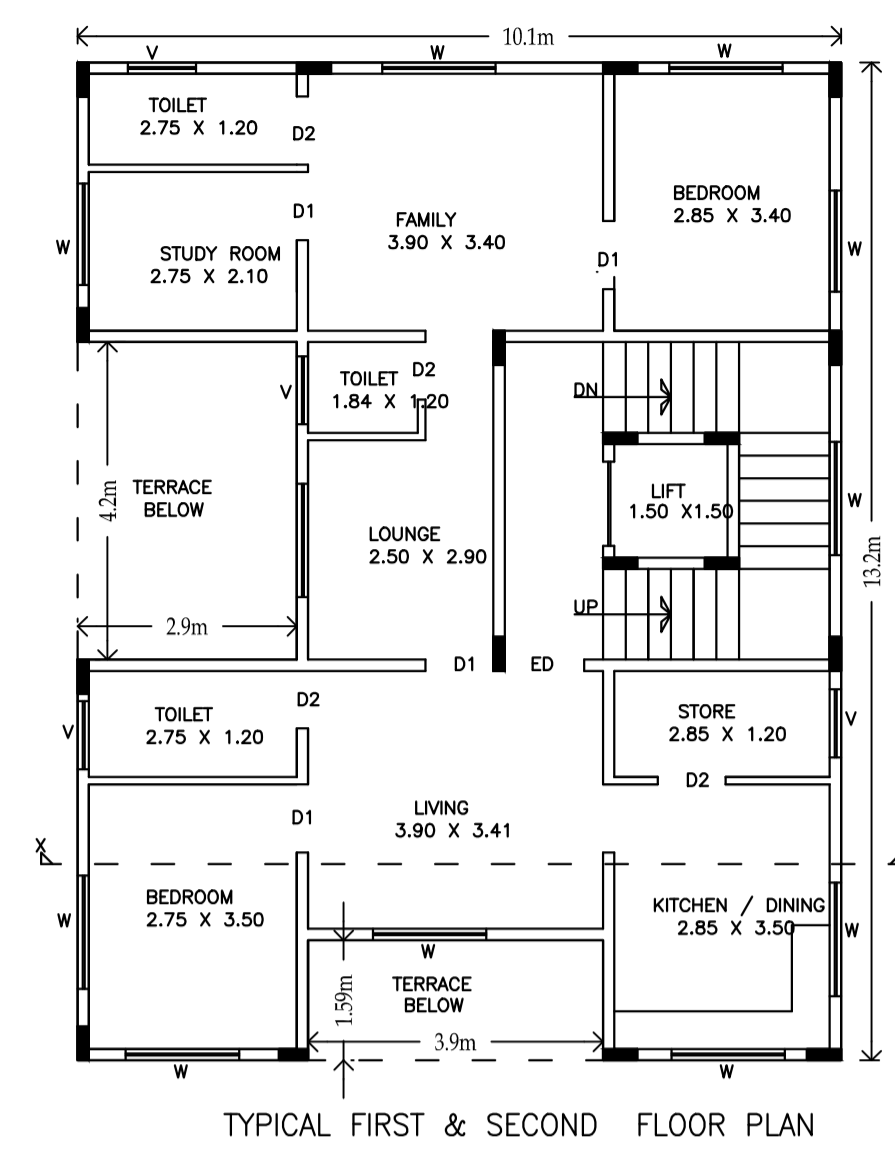 10.1m
V
W
W
TOILET
2.75 X 1.20
D2
BEDROOM
2.85 X 3.40
D1
FAMILY
3.90 X 3.40
W
STUDY ROOM
2.75 X 2.10
W
D1
D2
TOILET
1.84 X 1.20
V
DN
TERRACE
BELOW
4.2m
LIFT
1.50 X1.50
W
LOUNGE
2.50 X 2.90
13.2m
UP
2.9m
D1
ED
D2
TOILET
2.75 X 1.20
V
STORE
2.85 X 1.20
V
D2
LIVING
3.90 X 3.41
D1
X
BEDROOM
2.75 X 3.50
W
KITCHEN / DINING
2.85 X 3.50
W
W
TERRACE
BELOW
1.59m
3.9m
W
W
TYPICAL FIRST & SECOND FLOOR PLAN